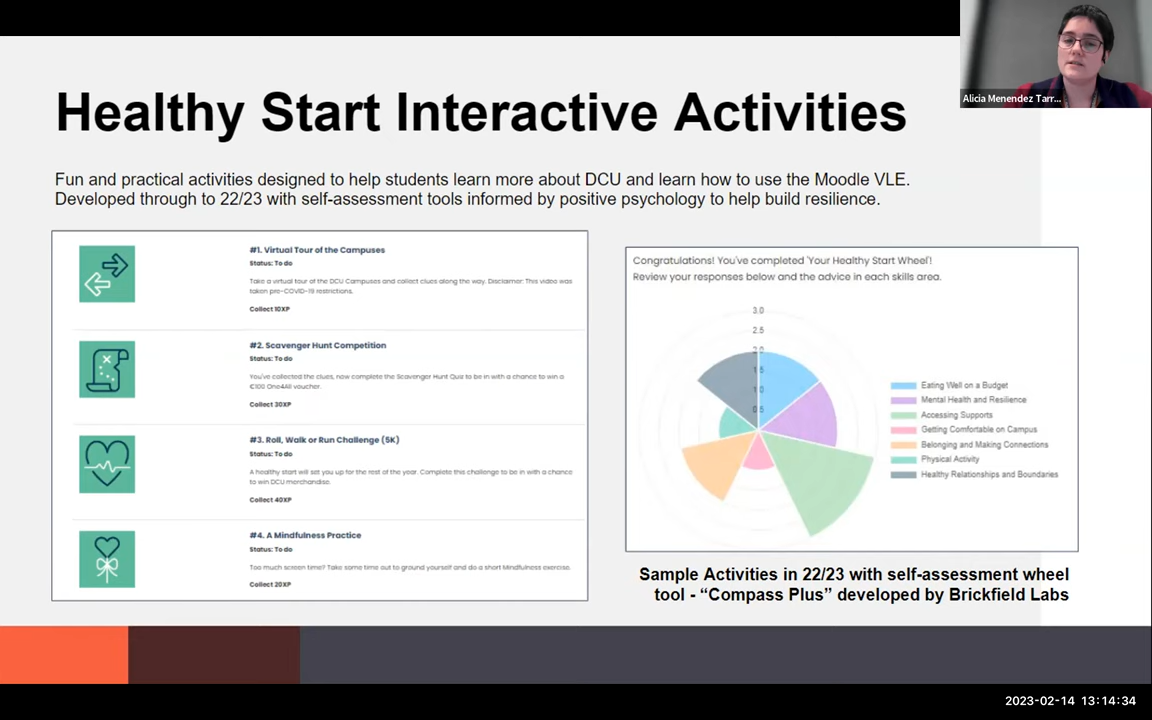 Alicia Menendez Tarr...
Healthy Start Interactive Activities
Fun and practical activities designed to help students learn more about DCU and learn how to use the Moodle VLE.
Developed through to 22/23 with self-assessment tools informed by positive psychology to help build resilience.
#1. Virtual Tour of the Campuses
Status: To do
Take a virtual tour of the DCU Campuses and collect clues along the way. Disclaimer: This video was
taken pre-COVID-19 restrictions.
Collect 10XP
#2. Scavenger Hunt Competition
Status: To do
You've collected the clues, now complete the Scavenger Hunt Quiz to be in with a chance to win a
€100 One4All voucher.
Collect 30XP
#3. Roll, Walk or Run Challenge (5K)
Status: To do
A healthy start will set you up for the rest of the year. Complete this challenge to be in with a chance
to win DCU merchandise.
Collect 40XP
#4. A Mindfulness Practice
Status: To do
Too much screen time? Take some time out to ground yourself and do a short Mindfulness exercise.
Collect 20XP
Congratulations! You've completed 'Your Healthy Start Wheel'!
Review your responses below and the advice in each skills area.
3.0
2.5
2.0
1.5
1.0
0.5
Eating Well on a Budget
Mental Health and Resilience
Accessing Supports
Getting Comfortable on Campus
Belonging and Making Connections
Physical Activity
Healthy Relationships and Boundaries
Sample Activities in 22/23 with self-assessment wheel
tool - “Compass Plus” developed by Brickfield Labs
2023-02-14 13:14:34